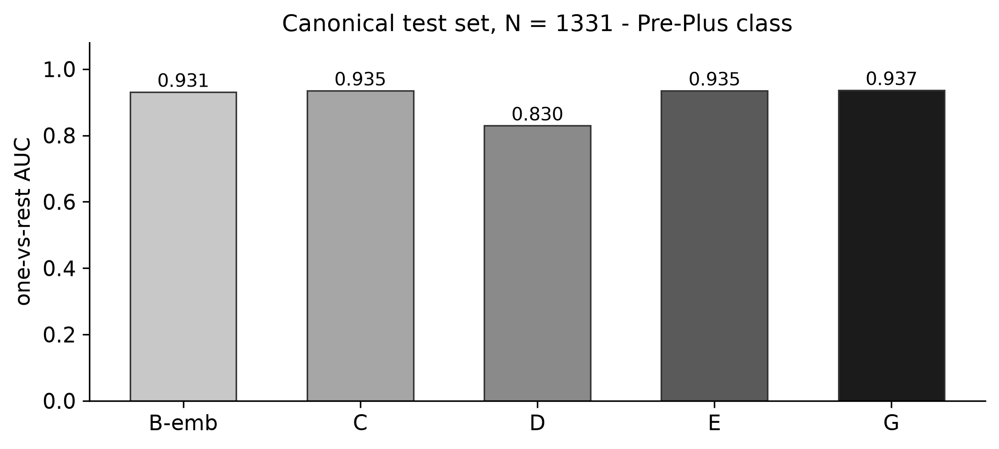 Canonical test set, N = 1331 - Pre-Plus class
one-vs-rest AUC
1.0
0.8
0.6
0.4
0.2
0.0
0.931
0.935
0.830
0.935
0.937
B-emb
C
D
E
G